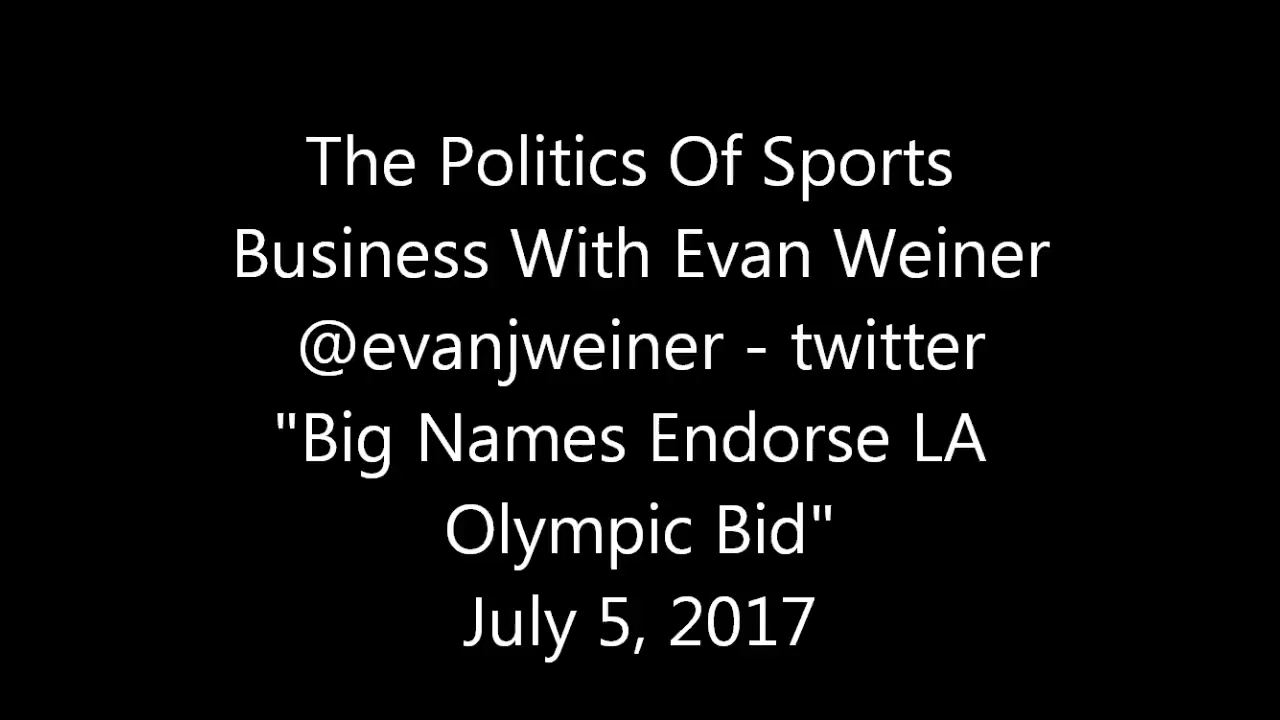 The Politics Of Sports
Business With Evan Weiner
@evanjweiner - twitter
"Big Names Endorse LA
Olympic Bid"
July 5, 2017